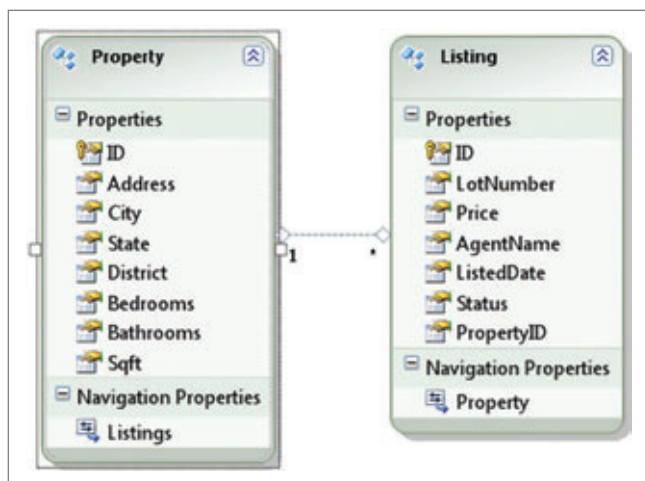 Property
Properties
ID
Address
City
State
District
Bedrooms
Bathrooms
Sqft
Navigation Properties
Listings
1
*
Listing
Properties
ID
LotNumber
Price
AgentName
ListedDate
Status
PropertyID
Navigation Properties
Property